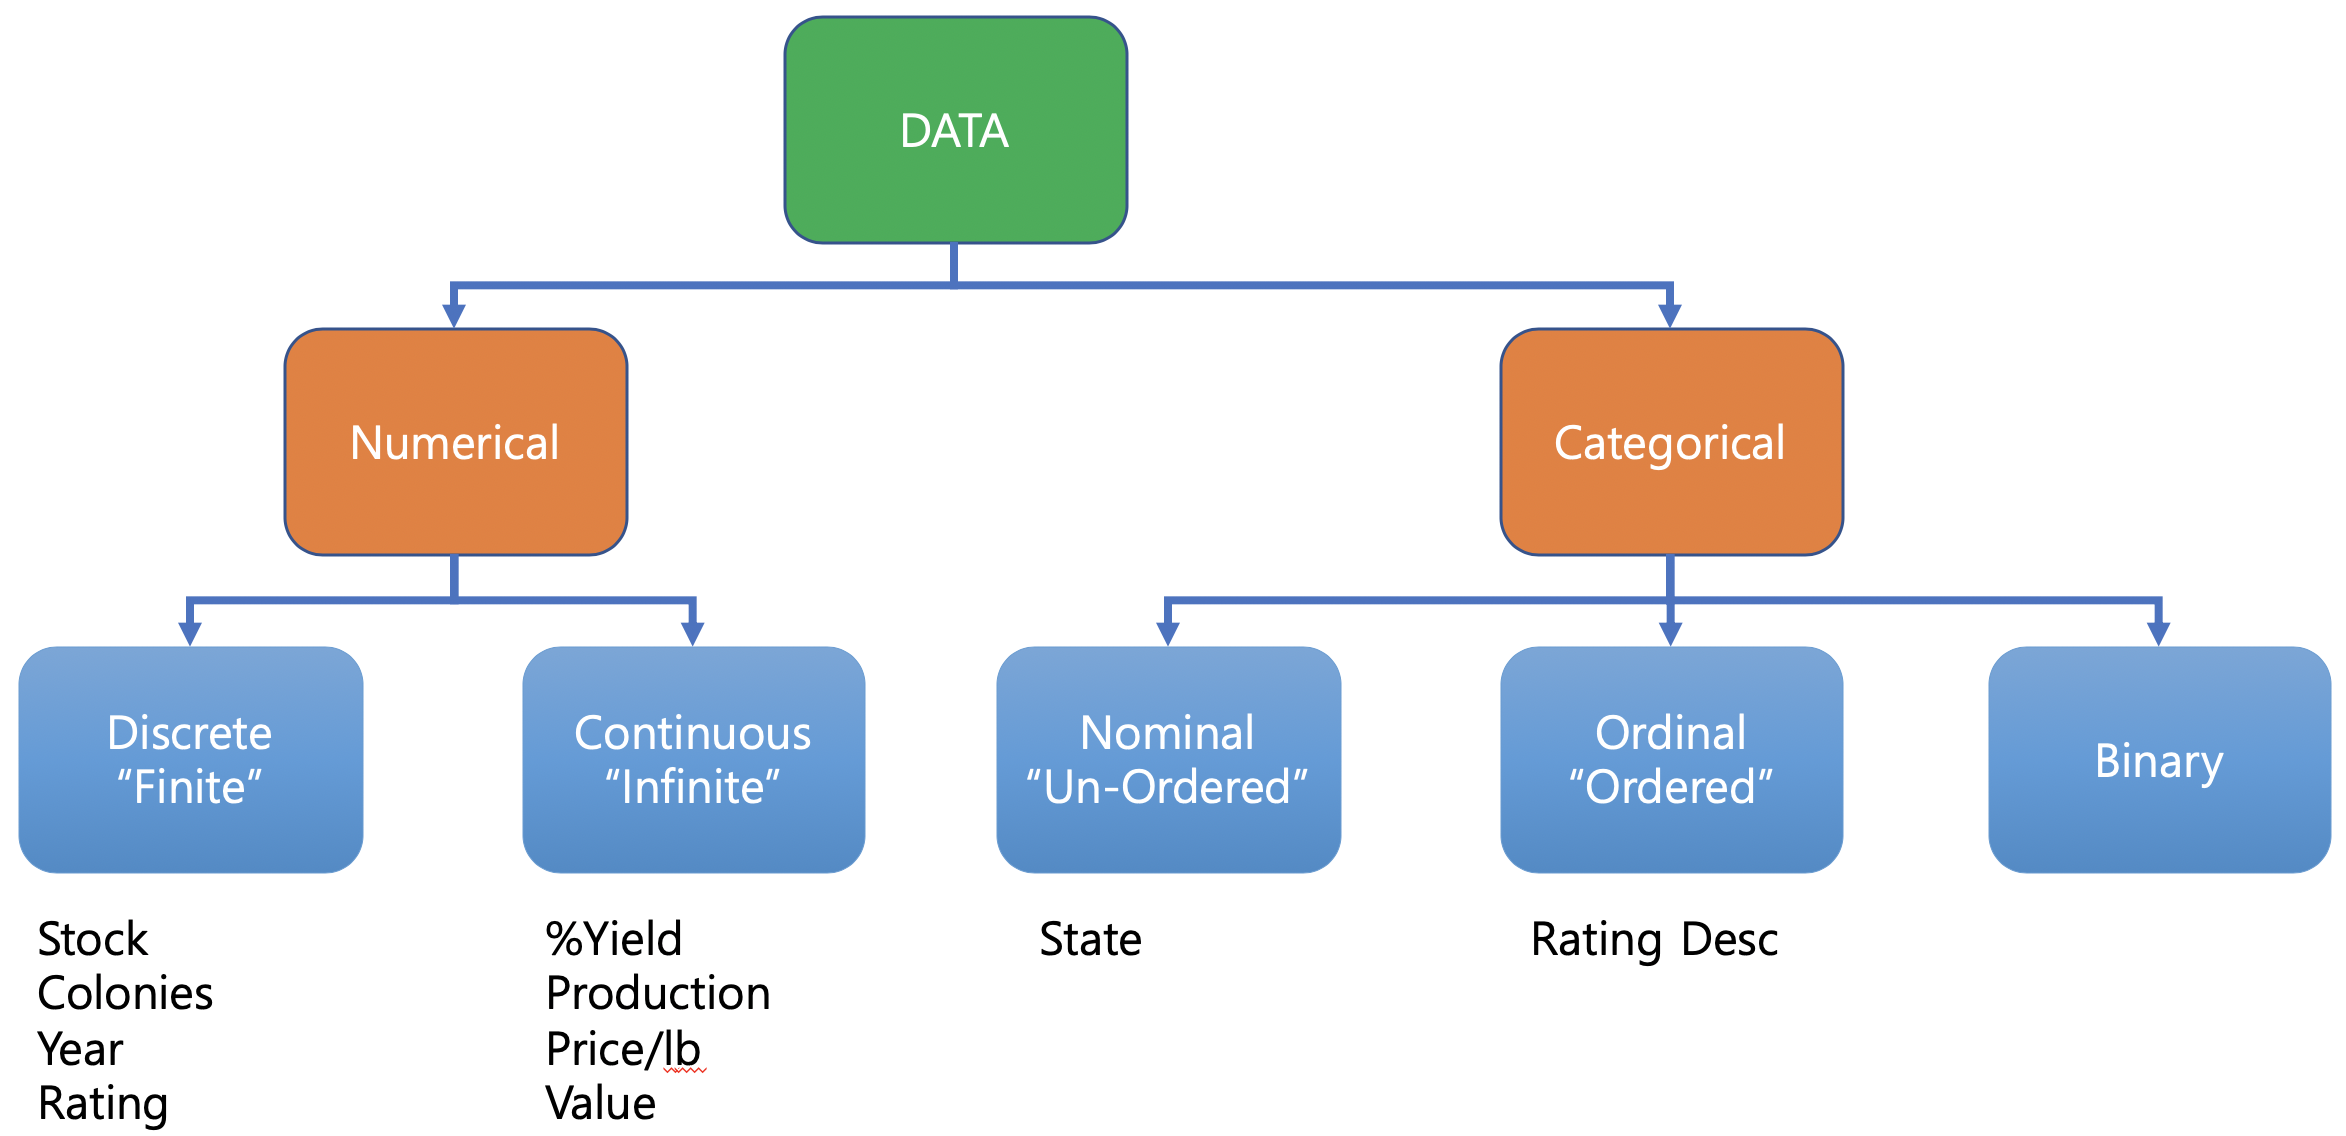 DATA
Numerical
Categorical
Discrete
“Finite”
Continuous
“Infinite”
Nominal
“Un-Ordered”
Ordinal
“Ordered”
Binary
Stock
Colonies
Year
Rating
%Yield
Production
Price/lb
Value
State
Rating Desc